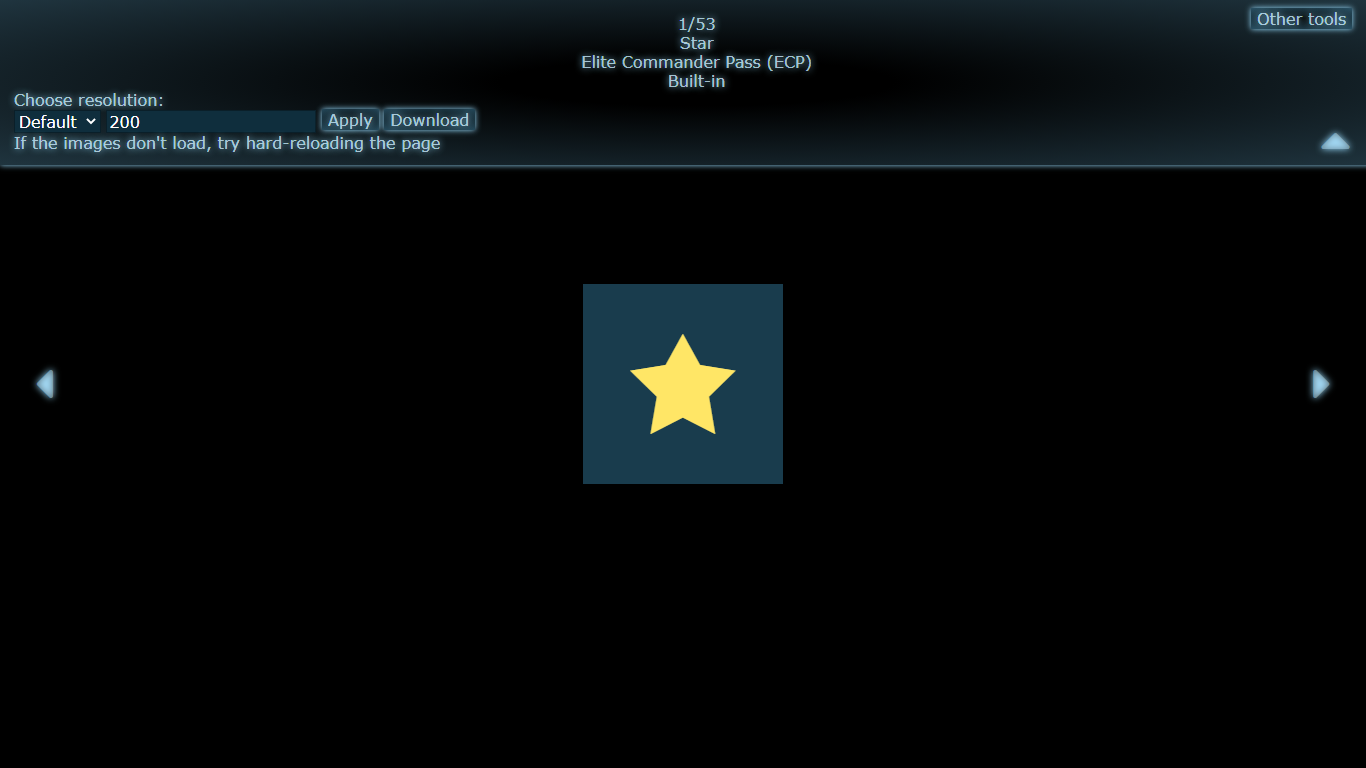 1/53
Star
Elite Commander Pass (ECP)
Built-in
Other tools
Choose resolution:
Default 200 Apply Download
If the images don't load, try hard-reloading the page